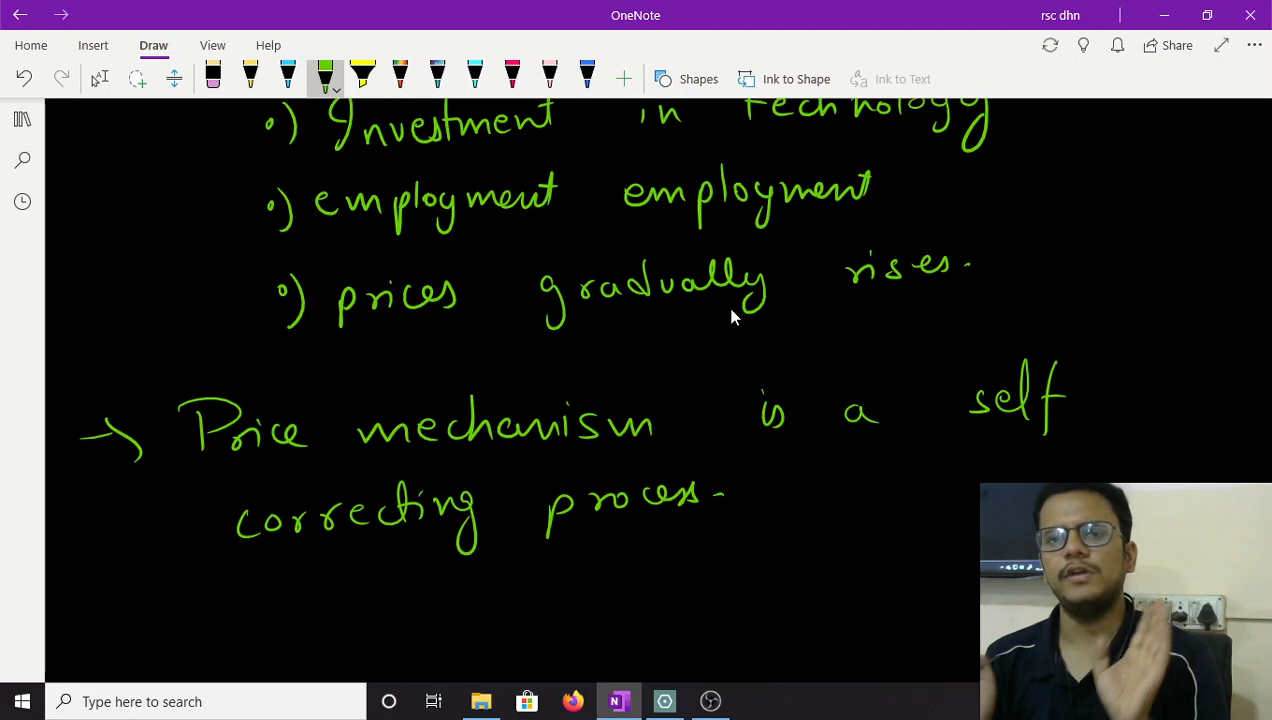 OneNote
rsc dhn
Home Insert Draw View Help
Share
Shapes Ink to Shape Ink to Text
°) Investment in technology
°) employment employment
°) prices gradually rises.
→ Price mechanism is a self
correcting process.
Type here to search